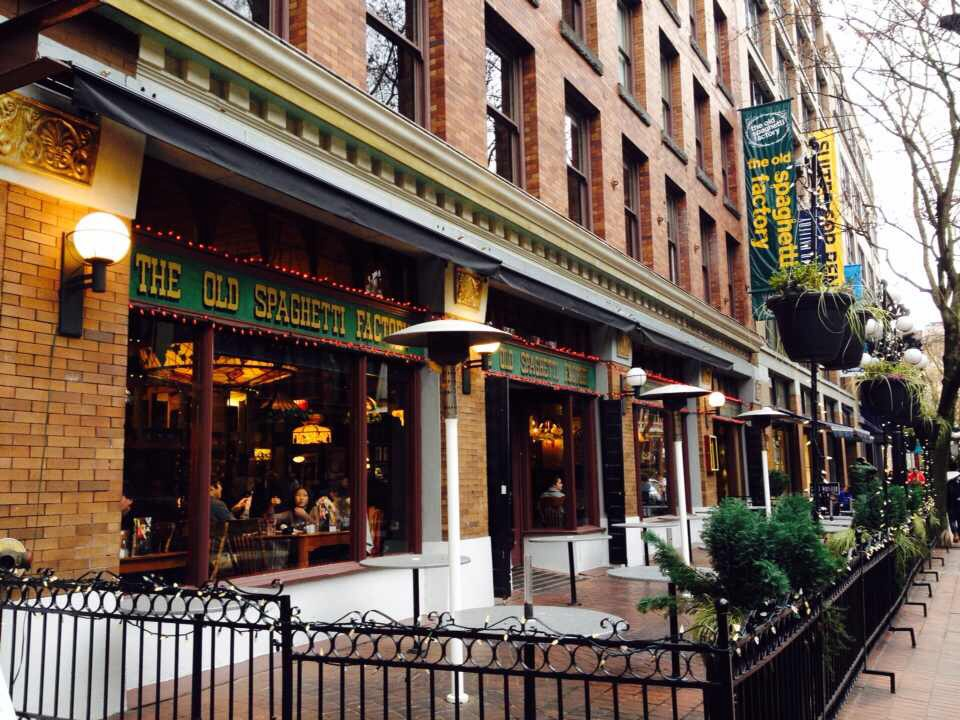 THE OLD SPAGHETTI FACTORY
OLD SPAGHETTI FACTORY
the old
spaghetti
factory
the old
spaghetti
factory